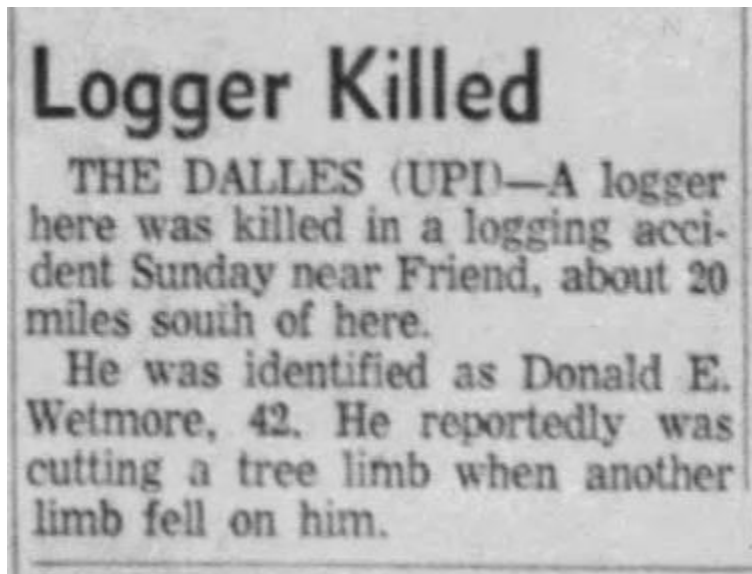 Logger Killed
THE DALLES (UPI)—A logger
here was killed in a logging acci-
dent Sunday near Friend, about 20
miles south of here.
He was identified as Donald E.
Wetmore, 42. He reportedly was
cutting a tree limb when another
limb fell on him.